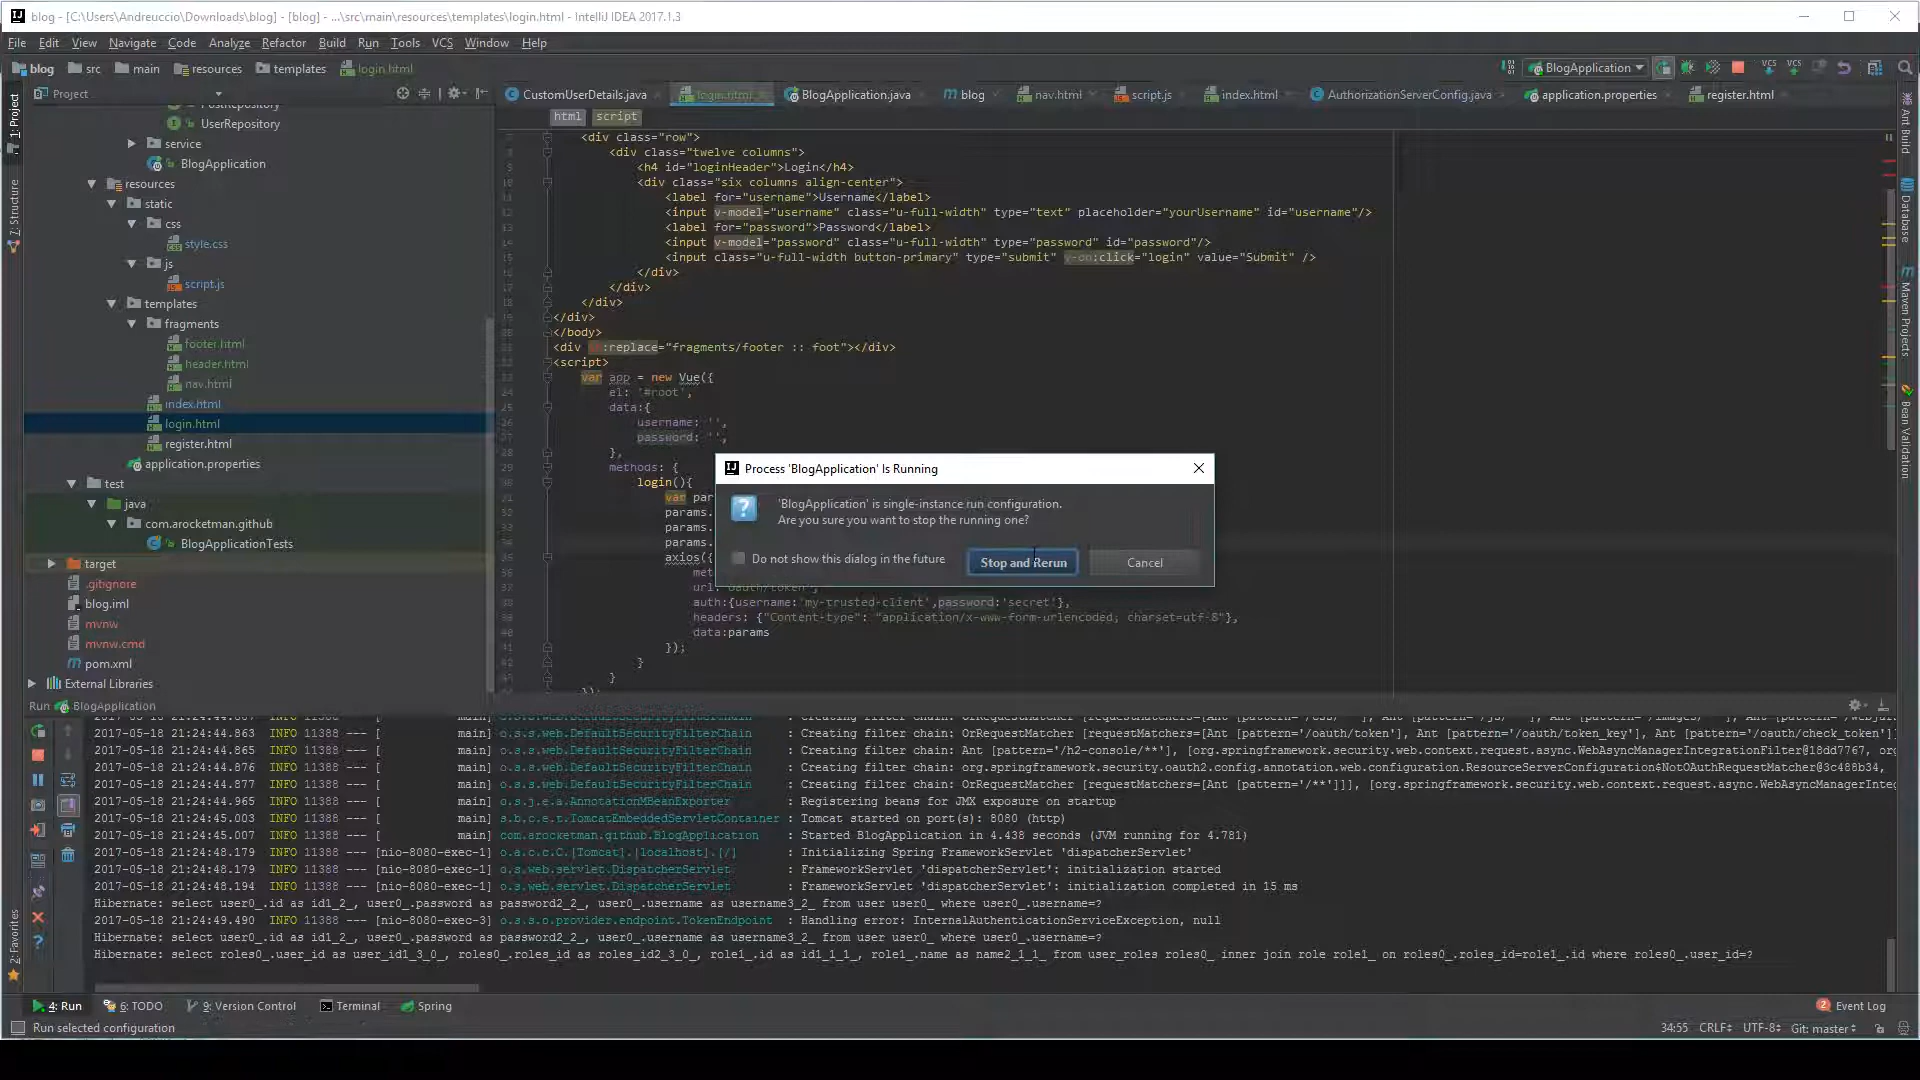 blog - [C:\Users\Andreuccio\Downloads\blog] - [blog] - ...\src\main\resources\templates\login.html - IntelliJ IDEA 2017.1.3
File Edit View Navigate Code Analyze Refactor Build Run Tools VCS Window Help
blog src main resources templates login.html
BlogApplication
Project
CustomUserDetails.java login.html BlogApplication.java blog nav.html script.js index.html AuthorizationServerConfig.java application.properties register.html
html script
1: Project
7: Structure
2: Favorites
PostRepository
UserRepository
service
BlogApplication
resources
static
css
style.css
js
script.js
templates
fragments
footer.html
header.html
nav.html
index.html
login.html
register.html
application.properties
test
java
com.arocketman.github
BlogApplicationTests
target
.gitignore
blog.iml
mvnw
mvnw.cmd
pom.xml
External Libraries
<div class="row">
<div class="twelve columns">
<h4 id="loginHeader">Login</h4>
<div class="six columns align-center">
<label for="username">Username</label>
<input v-model="username" class="u-full-width" type="text" placeholder="yourUsername" id="username"/>
<label for="password">Password</label>
<input v-model="password" class="u-full-width" type="password" id="password"/>
<input class="u-full-width button-primary" type="submit" v-on:click="login" value="Submit" />
</div>
</div>
</div>
</div>
</body>
<div :replace="fragments/footer :: foot"></div>
<script>
var app = new Vue({
el: '#root',
data:{
username: '',
password: '',
},
methods: {
login(){
var par
params.
params.
params.
axios({
met
url: oauth/token ,
auth:{username:'my-trusted-client',password:'secret'},
headers: {"Content-type": "application/x-www-form-urlencoded; charset=utf-8"},
data:params
});
}
}
});
Process 'BlogApplication' Is Running
'BlogApplication' is single-instance run configuration.
Are you sure you want to stop the running one?
Do not show this dialog in the future
Stop and Rerun
Cancel
Ant Build
Database
Maven Projects
Bean Validation
Run BlogApplication
2017-05-18 21:24:44.863 INFO 11388 --- [ main] o.s.s.web.DefaultSecurityFilterChain : Creating filter chain: OrRequestMatcher [requestMatchers=[Ant [pattern='/oauth/token'], Ant [pattern='/oauth/token_key'], Ant [pattern='/oauth/check_token']]
2017-05-18 21:24:44.865 INFO 11388 --- [ main] o.s.s.web.DefaultSecurityFilterChain : Creating filter chain: Ant [pattern='/h2-console/**'], [org.springframework.security.web.context.request.async.WebAsyncManagerIntegrationFilter@18dd7767, org
2017-05-18 21:24:44.876 INFO 11388 --- [ main] o.s.s.web.DefaultSecurityFilterChain : Creating filter chain: org.springframework.security.oauth2.config.annotation.web.configuration.ResourceServerConfiguration$NotOAuthRequestMatcher@3c488b34,
2017-05-18 21:24:44.877 INFO 11388 --- [ main] o.s.s.web.DefaultSecurityFilterChain : Creating filter chain: OrRequestMatcher [requestMatchers=[Ant [pattern='/**']]], [org.springframework.security.web.context.request.async.WebAsyncManagerInte
2017-05-18 21:24:44.965 INFO 11388 --- [ main] o.s.j.e.a.AnnotationMBeanExporter : Registering beans for JMX exposure on startup
2017-05-18 21:24:45.003 INFO 11388 --- [ main] s.b.c.e.t.TomcatEmbeddedServletContainer : Tomcat started on port(s): 8080 (http)
2017-05-18 21:24:45.007 INFO 11388 --- [ main] com.arocketman.github.BlogApplication : Started BlogApplication in 4.438 seconds (JVM running for 4.781)
2017-05-18 21:24:48.179 INFO 11388 --- [nio-8080-exec-1] o.a.c.c.C.[Tomcat].[localhost].[/] : Initializing Spring FrameworkServlet 'dispatcherServlet'
2017-05-18 21:24:48.179 INFO 11388 --- [nio-8080-exec-1] o.s.web.servlet.DispatcherServlet : FrameworkServlet 'dispatcherServlet': initialization started
2017-05-18 21:24:48.194 INFO 11388 --- [nio-8080-exec-1] o.s.web.servlet.DispatcherServlet : FrameworkServlet 'dispatcherServlet': initialization completed in 15 ms
Hibernate: select user0_.id as id1_2_, user0_.password as password2_2_, user0_.username as username3_2_ from user user0_ where user0_.username=?
2017-05-18 21:24:49.490 INFO 11388 --- [nio-8080-exec-3] o.s.s.o.provider.endpoint.TokenEndpoint : Handling error: InternalAuthenticationServiceException, null
Hibernate: select user0_.id as id1_2_, user0_.password as password2_2_, user0_.username as username3_2_ from user user0_ where user0_.username=?
Hibernate: select roles0_.user_id as user_id1_3_0_, roles0_.roles_id as roles_id2_3_0_, role1_.id as id1_1_1_, role1_.name as name2_1_1_ from user_roles roles0_ inner join role role1_ on roles0_.roles_id=role1_.id where roles0_.user_id=?
4: Run 6: TODO 9: Version Control Terminal Spring 2 Event Log
Run selected configuration 34:55 CRLF UTF-8 Git: master